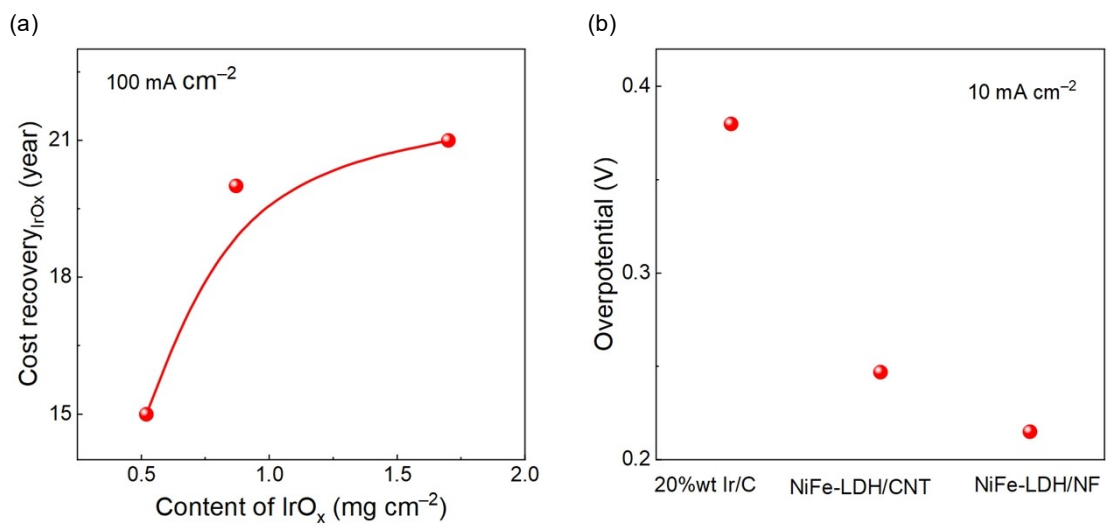 (a)
100 mA cm⁻²
Cost recovery_IrOx (year)
21
18
15
0.5 1.0 1.5 2.0
Content of IrOₓ (mg cm⁻²)
(b)
10 mA cm⁻²
Overpotential (V)
0.4
0.3
0.2
20%wt Ir/C NiFe-LDH/CNT NiFe-LDH/NF